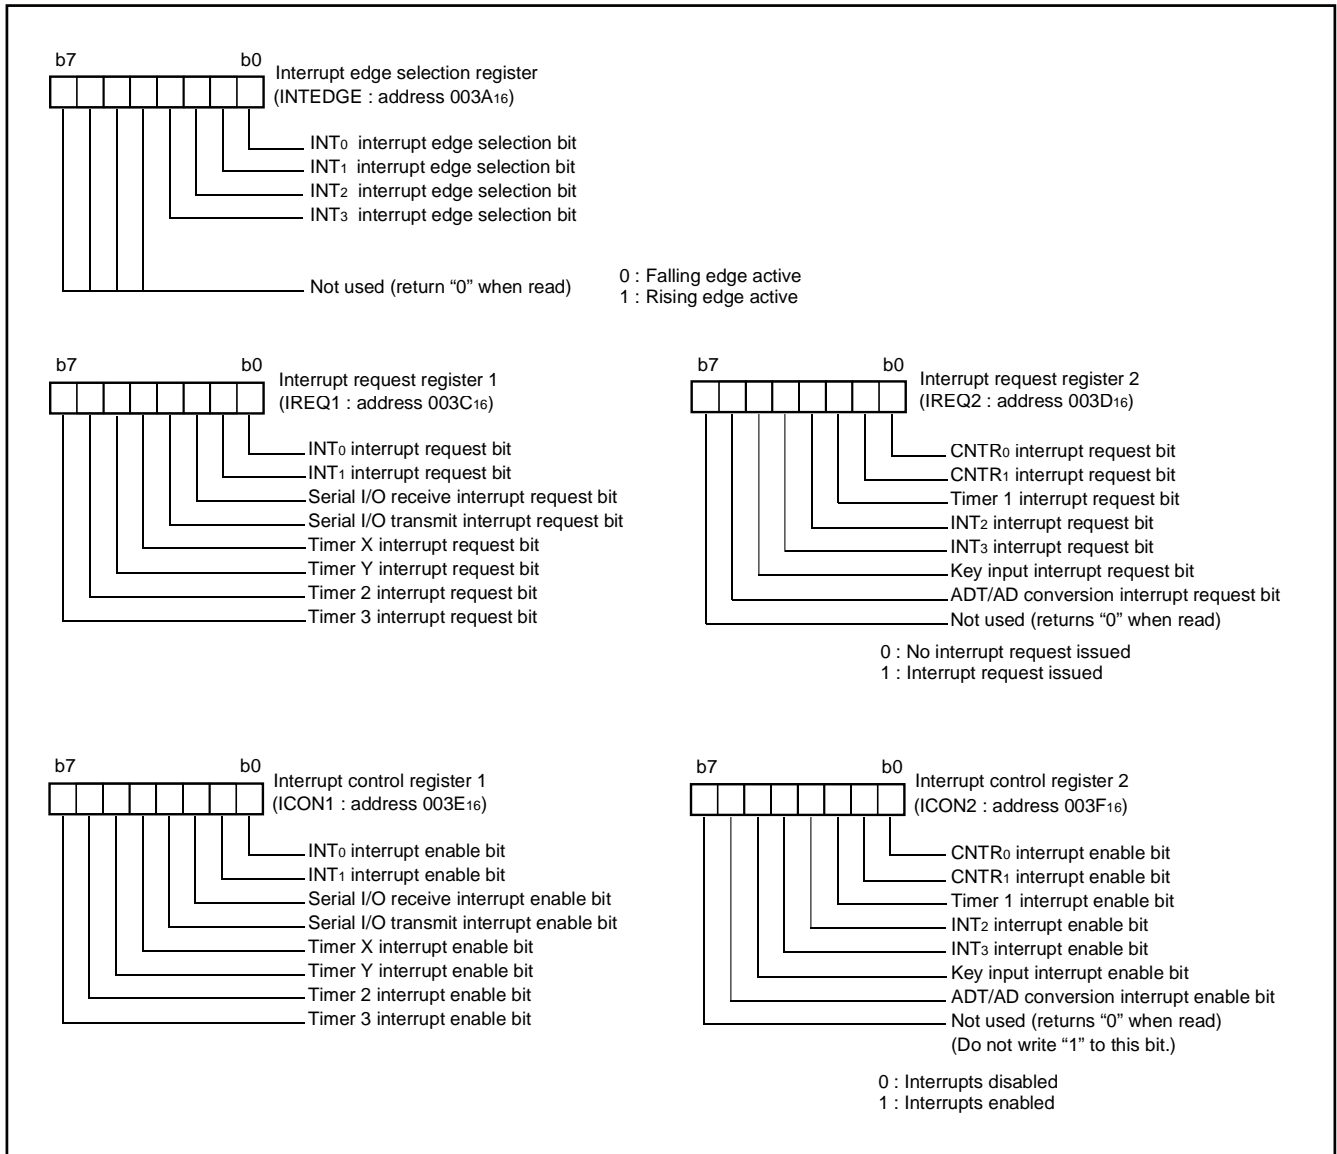 b7 b0
Interrupt edge selection register
(INTEDGE : address 003A16)
INT0 interrupt edge selection bit
INT1 interrupt edge selection bit
INT2 interrupt edge selection bit
INT3 interrupt edge selection bit
Not used (return “0” when read)
0 : Falling edge active
1 : Rising edge active
b7 b0
Interrupt request register 1
(IREQ1 : address 003C16)
INT0 interrupt request bit
INT1 interrupt request bit
Serial I/O receive interrupt request bit
Serial I/O transmit interrupt request bit
Timer X interrupt request bit
Timer Y interrupt request bit
Timer 2 interrupt request bit
Timer 3 interrupt request bit
b7 b0
Interrupt request register 2
(IREQ2 : address 003D16)
CNTR0 interrupt request bit
CNTR1 interrupt request bit
Timer 1 interrupt request bit
INT2 interrupt request bit
INT3 interrupt request bit
Key input interrupt request bit
ADT/AD conversion interrupt request bit
Not used (returns “0” when read)
0 : No interrupt request issued
1 : Interrupt request issued
b7 b0
Interrupt control register 1
(ICON1 : address 003E16)
INT0 interrupt enable bit
INT1 interrupt enable bit
Serial I/O receive interrupt enable bit
Serial I/O transmit interrupt enable bit
Timer X interrupt enable bit
Timer Y interrupt enable bit
Timer 2 interrupt enable bit
Timer 3 interrupt enable bit
b7 b0
Interrupt control register 2
(ICON2 : address 003F16)
CNTR0 interrupt enable bit
CNTR1 interrupt enable bit
Timer 1 interrupt enable bit
INT2 interrupt enable bit
INT3 interrupt enable bit
Key input interrupt enable bit
ADT/AD conversion interrupt enable bit
Not used (returns “0” when read)
(Do not write “1” to this bit.)
0 : Interrupts disabled
1 : Interrupts enabled